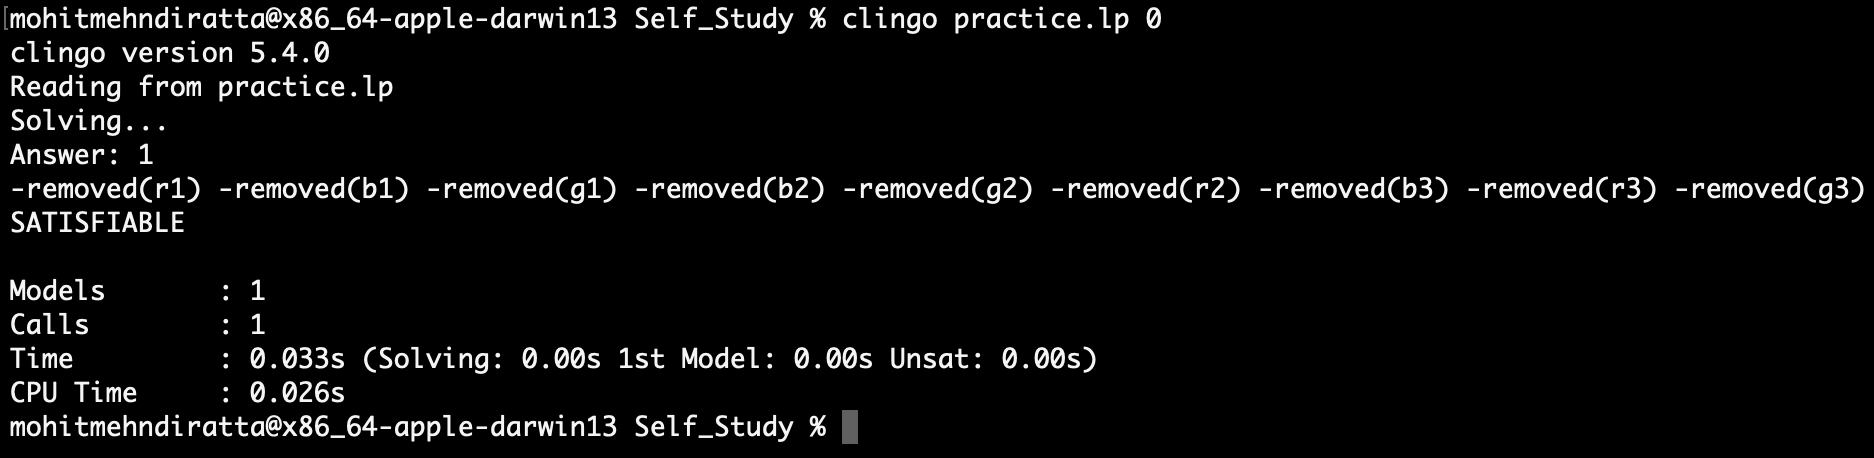 mohitmehndiratta@x86_64-apple-darwin13 Self_Study % clingo practice.lp 0
clingo version 5.4.0
Reading from practice.lp
Solving...
Answer: 1
-removed(r1) -removed(b1) -removed(g1) -removed(b2) -removed(g2) -removed(r2) -removed(b3) -removed(r3) -removed(g3)
SATISFIABLE
Models : 1
Calls : 1
Time : 0.033s (Solving: 0.00s 1st Model: 0.00s Unsat: 0.00s)
CPU Time : 0.026s
mohitmehndiratta@x86_64-apple-darwin13 Self_Study %